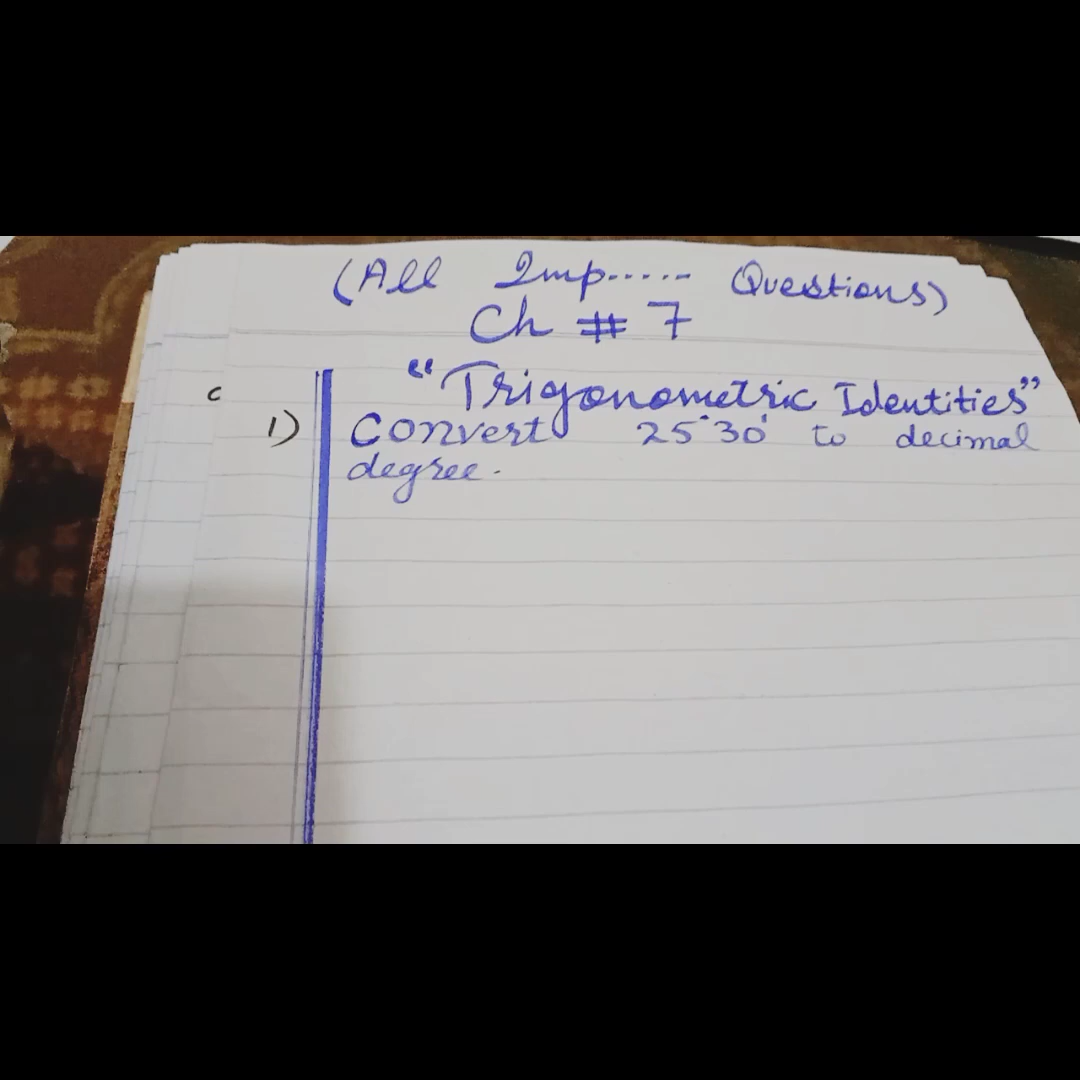 (All Imp..... Questions)
Ch # 7
"Trigonometric Identities"
c
1) Convert 25°30' to decimal
degree.